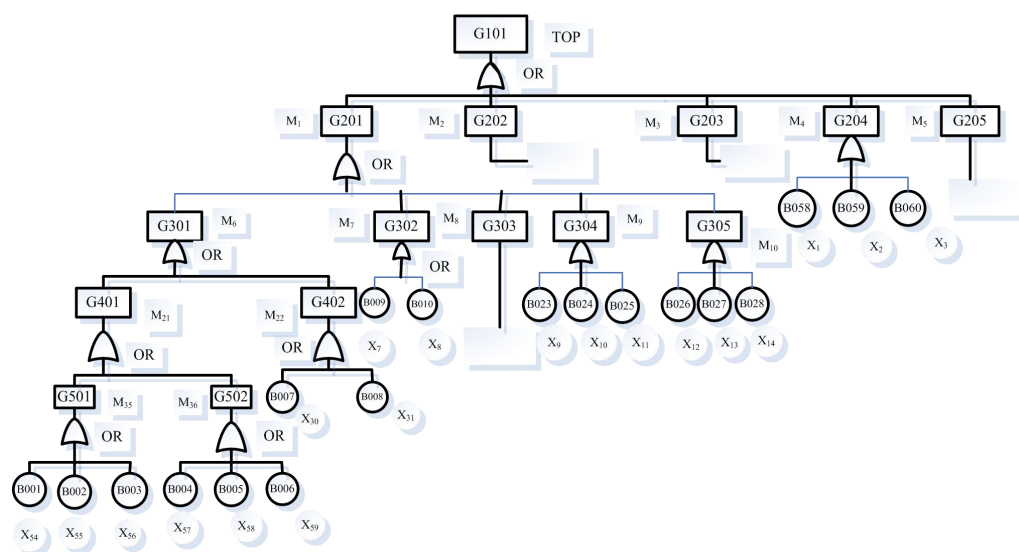 G101
TOP
OR
M₁
G201
M₂
G202
M₃
G203
M₄
G204
M₅
G205
OR
B058
B059
B060
G301
M₆
M₇
G302
M₈
G303
G304
M₉
G305
M₁₀
X₁
X₂
X₃
OR
OR
G401
M₂₁
M₂₂
G402
B009
B010
B023
B024
B025
B026
B027
B028
X₇
X₈
X₉
X₁₀
X₁₁
X₁₂
X₁₃
X₁₄
OR
OR
G501
M₃₅
M₃₆
G502
B007
B008
X₃₀
X₃₁
OR
OR
B001
B002
B003
B004
B005
B006
X₅₄
X₅₅
X₅₆
X₅₇
X₅₈
X₅₉